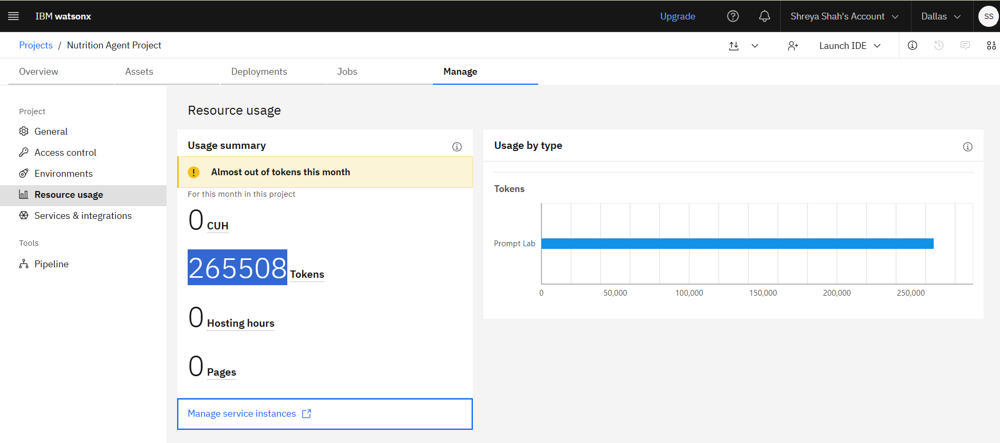 IBM watsonx
Upgrade
Shreya Shah's Account
Dallas
SS
Projects / Nutrition Agent Project
Launch IDE
Overview
Assets
Deployments
Jobs
Manage
Project
General
Access control
Environments
Resource usage
Services & integrations
Tools
Pipeline
Resource usage
Usage summary
Almost out of tokens this month
For this month in this project
0 CUH
265508 Tokens
0 Hosting hours
0 Pages
Manage service instances
Usage by type
Tokens
Prompt Lab
0 50,000 100,000 150,000 200,000 250,000